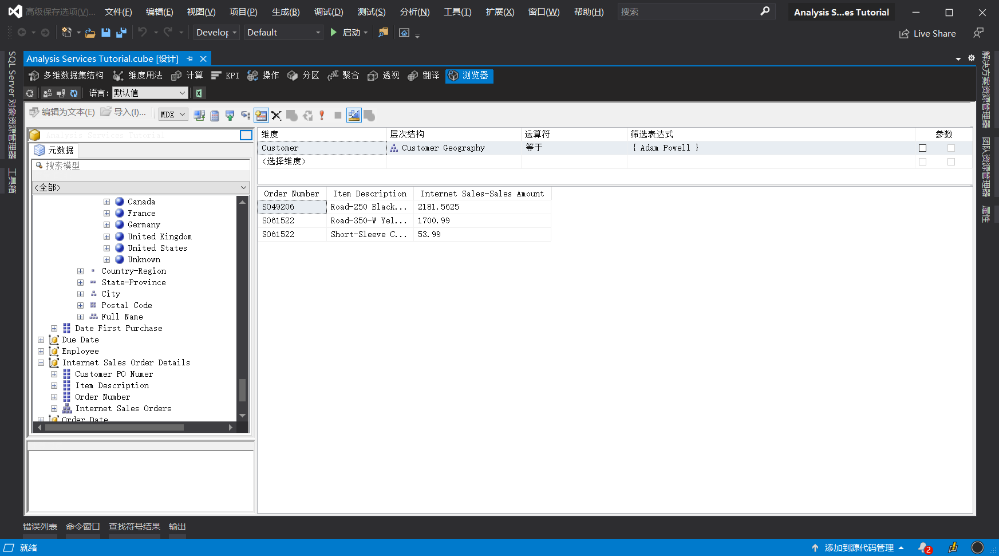 高级保存选项(V)... 文件(F) 编辑(E) 视图(V) 项目(P) 生成(B) 调试(D) 测试(S) 分析(N) 工具(T) 扩展(X) 窗口(W) 帮助(H) 搜索 Analysis S...es Tutorial
Develop Default 启动 Live Share
SQL Server 对象资源管理器
工具箱
Analysis Services Tutorial.cube [设计]
多维数据集结构 维度用法 计算 KPI 操作 分区 聚合 透视 翻译 浏览器
语言: 默认值
编辑为文本(E) 导入(I)... MDX
Analysis Services Tutorial
元数据
搜索模型
<全部>
Canada
France
Germany
United Kingdom
United States
Unknown
Country-Region
State-Province
City
Postal Code
Full Name
Date First Purchase
Due Date
Employee
Internet Sales Order Details
Customer PO Numer
Item Description
Order Number
Internet Sales Orders
Order Date
维度 层次结构 运算符 筛选表达式 参数
Customer Customer Geography 等于 { Adam Powell }
<选择维度>
Order Number Item Description Internet Sales-Sales Amount
SO49206 Road-250 Black... 2181.5625
SO61522 Road-350-W Yel... 1700.99
SO61522 Short-Sleeve C... 53.99
解决方案资源管理器
团队资源管理器
属性
错误列表 命令窗口 查找符号结果 输出
就绪 添加到源代码管理 2